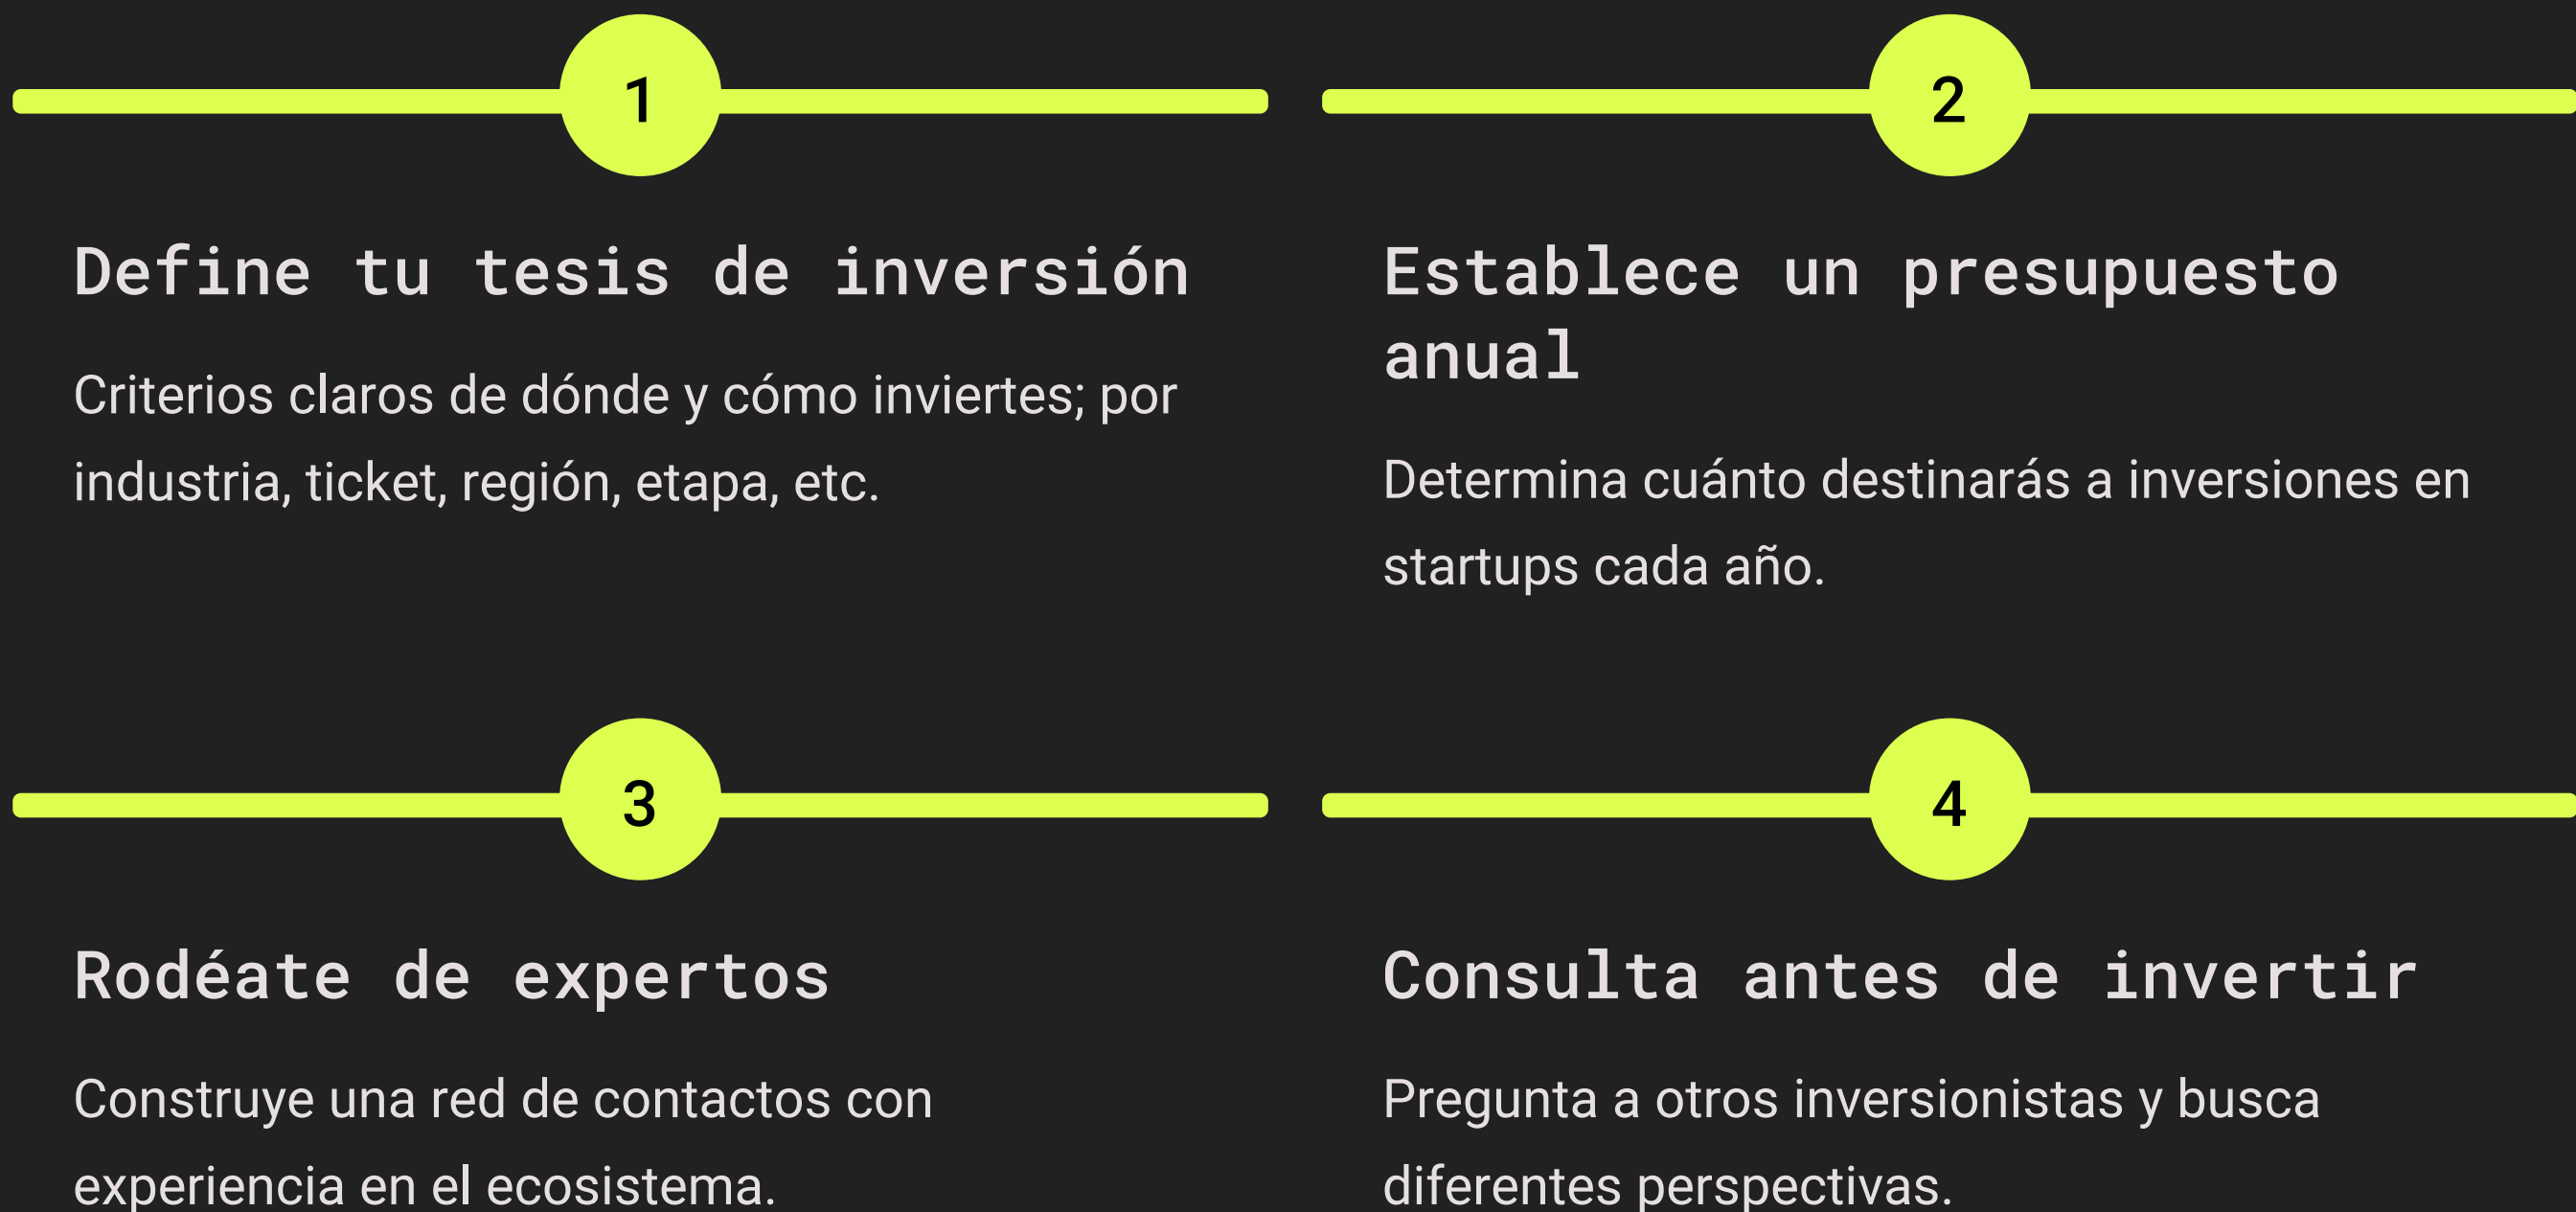 1
Define tu tesis de inversión
Criterios claros de dónde y cómo inviertes; por
industria, ticket, región, etapa, etc.
2
Establece un presupuesto
anual
Determina cuánto destinarás a inversiones en
startups cada año.
3
Rodéate de expertos
Construye una red de contactos con
experiencia en el ecosistema.
4
Consulta antes de invertir
Pregunta a otros inversionistas y busca
diferentes perspectivas.